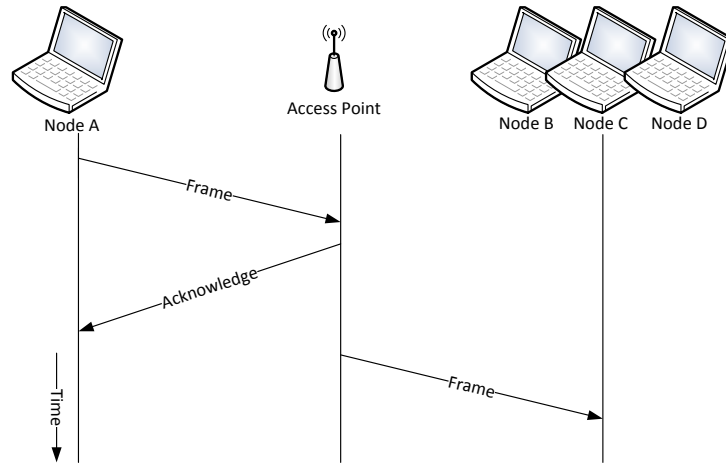 Node A
Access Point
Node B
Node C
Node D
Frame
Acknowledge
Frame
Time